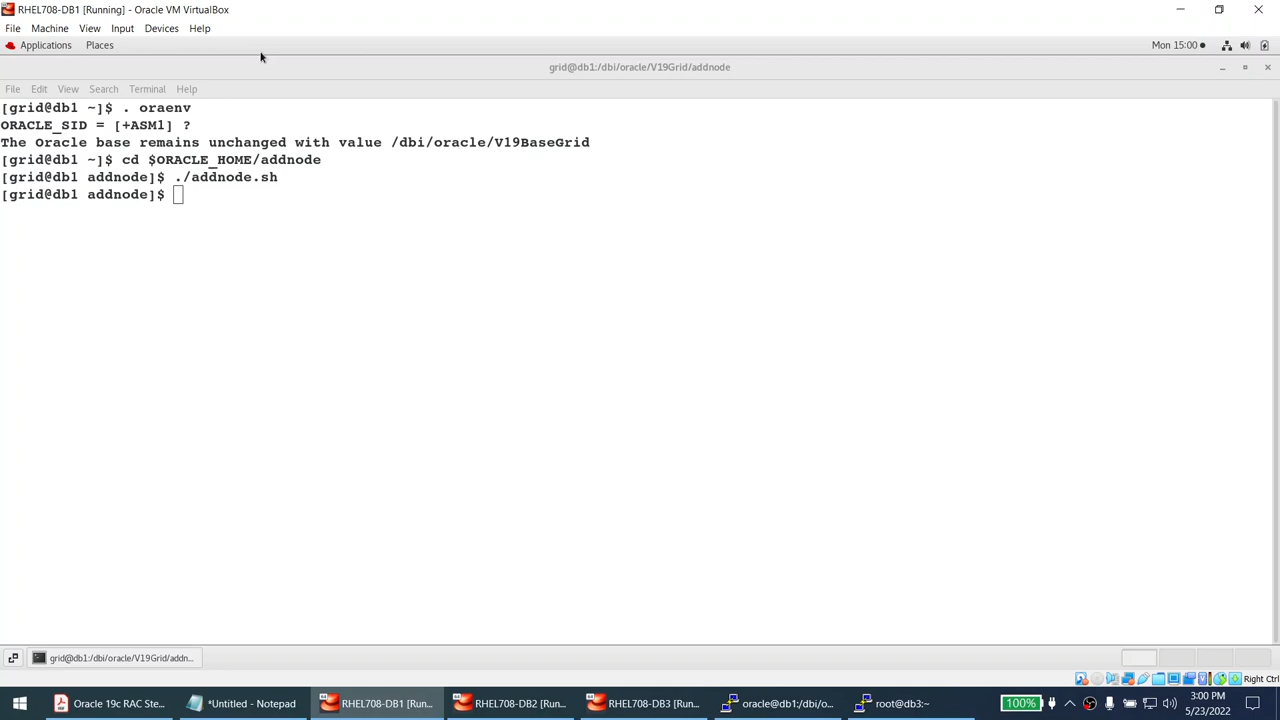 RHEL708-DB1 [Running] - Oracle VM VirtualBox
File Machine View Input Devices Help
Applications Places Mon 15:00
grid@db1:/dbi/oracle/V19Grid/addnode
File Edit View Search Terminal Help
[grid@db1 ~]$ . oraenv
ORACLE_SID = [+ASM1] ?
The Oracle base remains unchanged with value /dbi/oracle/V19BaseGrid
[grid@db1 ~]$ cd $ORACLE_HOME/addnode
[grid@db1 addnode]$ ./addnode.sh
[grid@db1 addnode]$
grid@db1:/dbi/oracle/V19Grid/addn...
Right Ctrl
Oracle 19c RAC Ste... *Untitled - Notepad RHEL708-DB1 [Run... RHEL708-DB2 [Run... RHEL708-DB3 [Run... oracle@db1:/dbi/o... root@db3:~ 100% 3:00 PM
5/23/2022